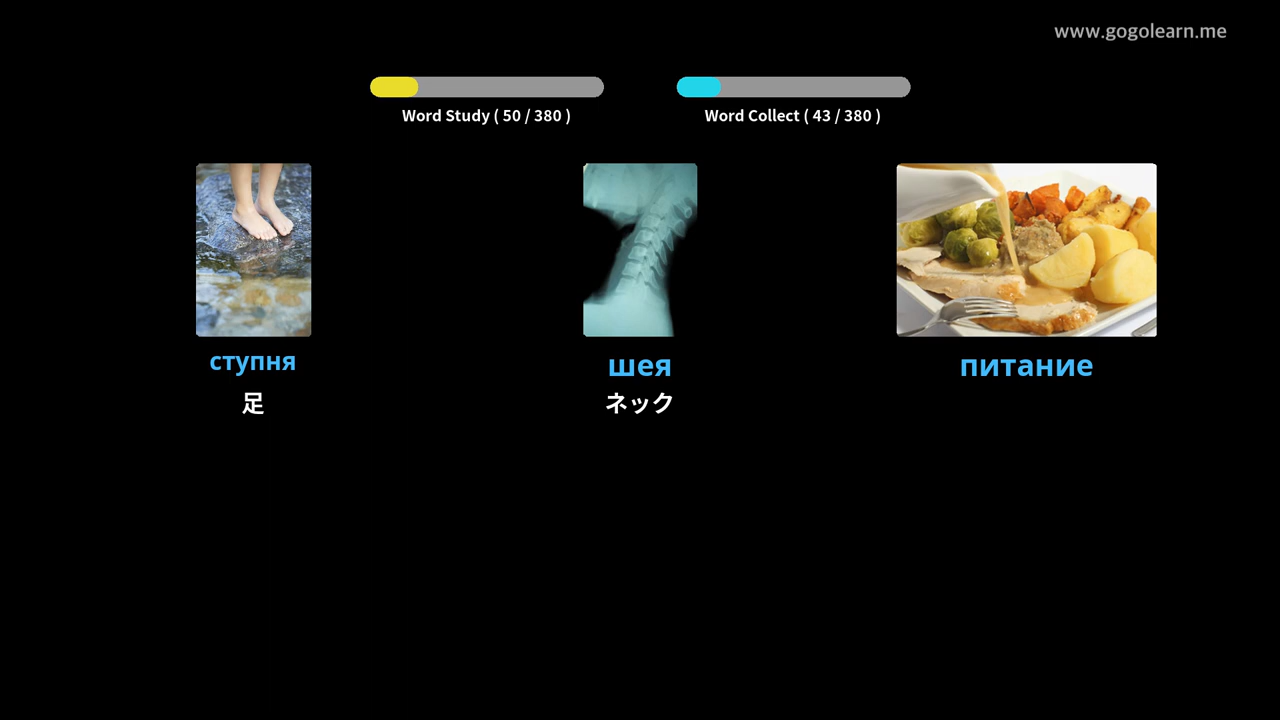 www.gogolearn.me
Word Study ( 50 / 380 )
Word Collect ( 43 / 380 )
ступня
шея
питание
足
ネック